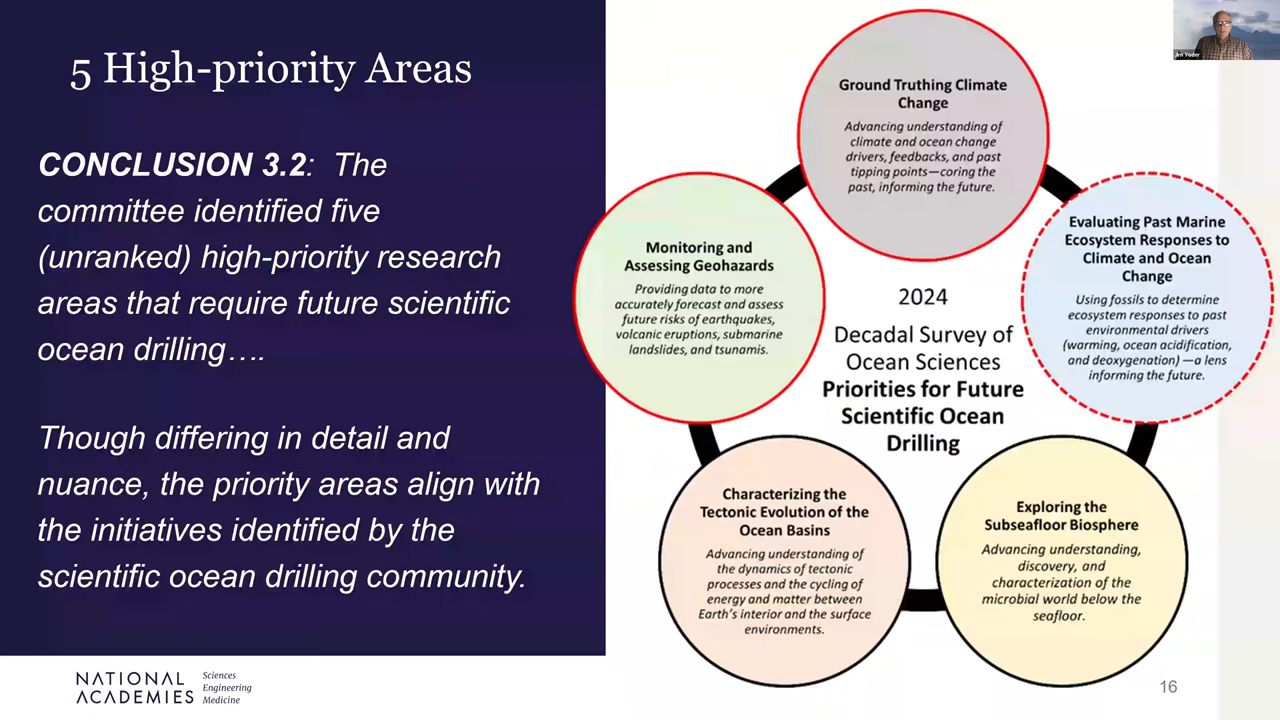 5 High-priority Areas
CONCLUSION 3.2:  The
committee identified five
(unranked) high-priority research
areas that require future scientific
ocean drilling….
Though differing in detail and
nuance, the priority areas align with
the initiatives identified by the
scientific ocean drilling community.
NATIONAL
ACADEMIES
Sciences
Engineering
Medicine
Ground Truthing Climate
Change
Advancing understanding of
climate and ocean change
drivers, feedbacks, and past
tipping points—coring the
past, informing the future.
Monitoring and
Assessing Geohazards
Providing data to more
accurately forecast and assess
future risks of earthquakes,
volcanic eruptions, submarine
landslides, and tsunamis.
Evaluating Past Marine
Ecosystem Responses to
Climate and Ocean
Change
Using fossils to determine
ecosystem responses to past
environmental drivers
(warming, ocean acidification,
and deoxygenation) —a lens
informing the future.
2024
Decadal Survey of
Ocean Sciences
Priorities for Future
Scientific Ocean
Drilling
Characterizing the
Tectonic Evolution of the
Ocean Basins
Advancing understanding of
the dynamics of tectonic
processes and the cycling of
energy and matter between
Earth's interior and the surface
environments.
Exploring the
Subseafloor Biosphere
Advancing understanding,
discovery, and
characterization of the
microbial world below the
seafloor.
16
Jim Yoder